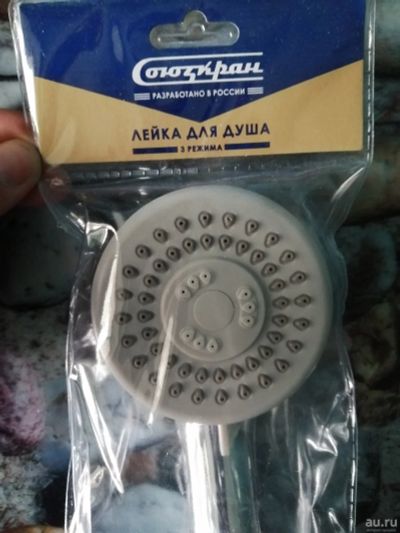 Союзкран
РАЗРАБОТАНО В РОССИИ
ЛЕЙКА ДЛЯ ДУША
3 РЕЖИМА
au.ru